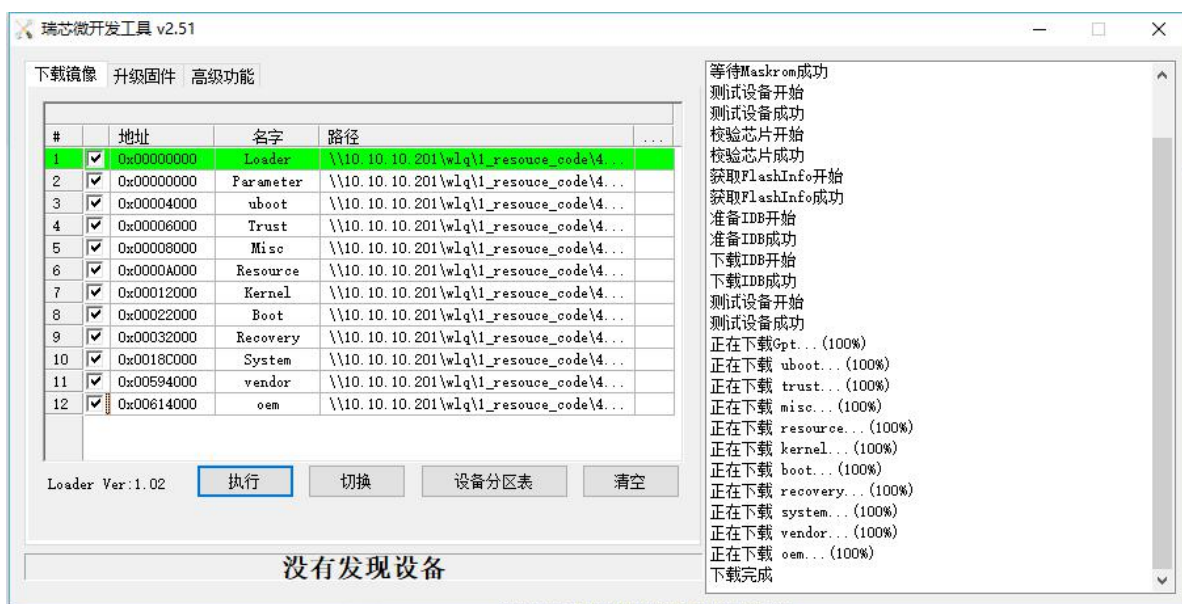 瑞芯微开发工具 v2.51
下载镜像 升级固件 高级功能
# 地址 名字 路径 ...
1 0x00000000 Loader \\10.10.10.201\wlq\1_resouce_code\4...
2 0x00000000 Parameter \\10.10.10.201\wlq\1_resouce_code\4...
3 0x00004000 uboot \\10.10.10.201\wlq\1_resouce_code\4...
4 0x00006000 Trust \\10.10.10.201\wlq\1_resouce_code\4...
5 0x00008000 Misc \\10.10.10.201\wlq\1_resouce_code\4...
6 0x0000A000 Resource \\10.10.10.201\wlq\1_resouce_code\4...
7 0x00012000 Kernel \\10.10.10.201\wlq\1_resouce_code\4...
8 0x00022000 Boot \\10.10.10.201\wlq\1_resouce_code\4...
9 0x00032000 Recovery \\10.10.10.201\wlq\1_resouce_code\4...
10 0x0018C000 System \\10.10.10.201\wlq\1_resouce_code\4...
11 0x00594000 vendor \\10.10.10.201\wlq\1_resouce_code\4...
12 0x00614000 oem \\10.10.10.201\wlq\1_resouce_code\4...
Loader Ver:1.02 执行 切换 设备分区表 清空
没有发现设备
等待Maskrom成功
测试设备开始
测试设备成功
校验芯片开始
校验芯片成功
获取FlashInfo开始
获取FlashInfo成功
准备IDB开始
准备IDB成功
下载IDB开始
下载IDB成功
测试设备开始
测试设备成功
正在下载Gpt...(100%)
正在下载 uboot...(100%)
正在下载 trust...(100%)
正在下载 misc...(100%)
正在下载 resource...(100%)
正在下载 kernel...(100%)
正在下载 boot...(100%)
正在下载 recovery...(100%)
正在下载 system...(100%)
正在下载 vendor...(100%)
正在下载 oem...(100%)
下载完成